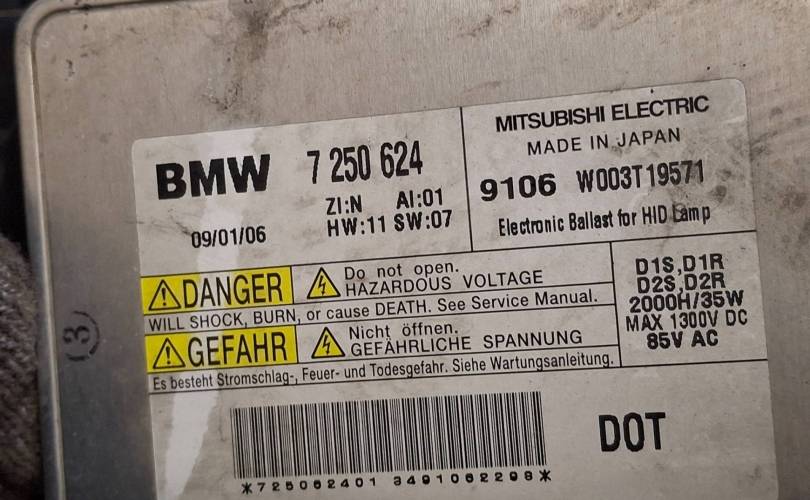 BMW 7 250 624
ZI:N AI:01
HW:11 SW:07
09/01/06
MITSUBISHI ELECTRIC
MADE IN JAPAN
9106 W003T19571
Electronic Ballast for HID Lamp
DANGER
Do not open.
HAZARDOUS VOLTAGE
WILL SHOCK, BURN, or cause DEATH. See Service Manual.
GEFAHR
Nicht öffnen.
GEFÄHRLICHE SPANNUNG
Es besteht Stromschlag-, Feuer- und Todesgefahr. Siehe Wartungsanleitung.
D1S,D1R
D2S,D2R
2000H/35W
MAX 1300V DC
85V AC
*725062401 3491062298*
DOT
(3)